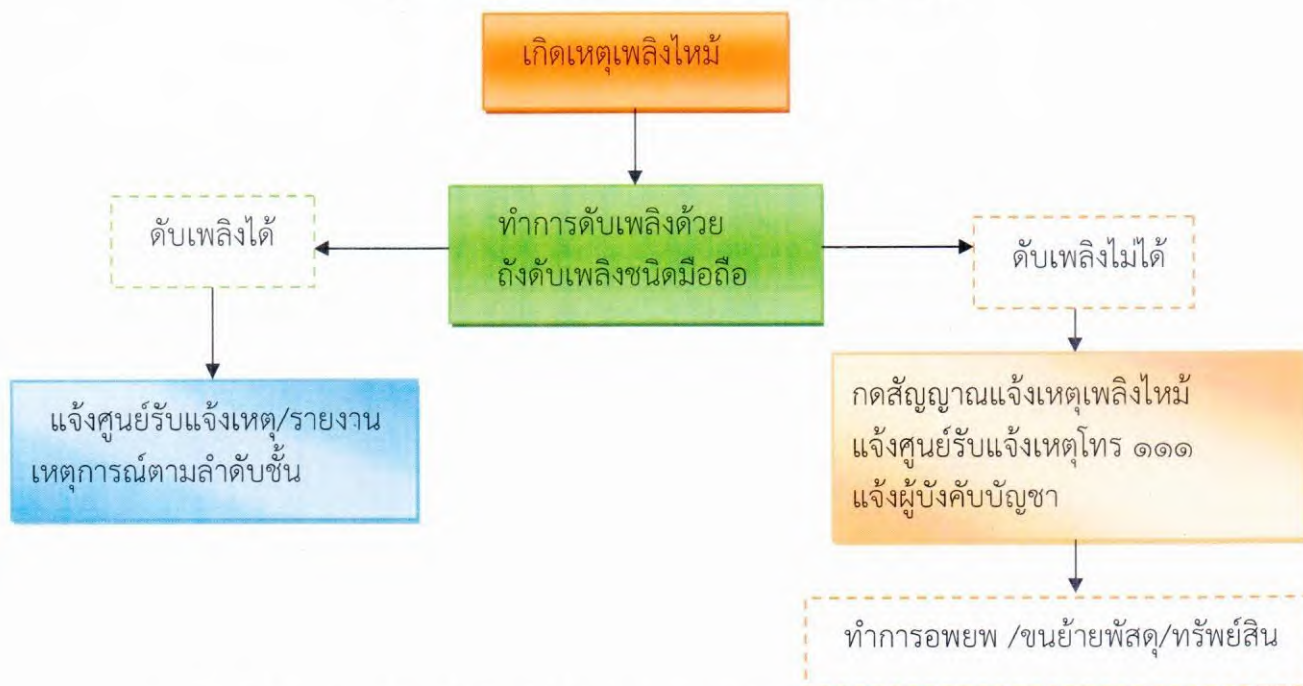 เกิดเหตุเพลิงไหม้
ทำการดับเพลิงด้วย
ถังดับเพลิงชนิดมือถือ
ดับเพลิงได้
ดับเพลิงไม่ได้
แจ้งศูนย์รับแจ้งเหตุ/รายงาน
เหตุการณ์ตามลำดับชั้น
กดสัญญาณแจ้งเหตุเพลิงไหม้
แจ้งศูนย์รับแจ้งเหตุโทร ๑๑๑
แจ้งผู้บังคับบัญชา
ทำการอพยพ /ขนย้ายพัสดุ/ทรัพย์สิน